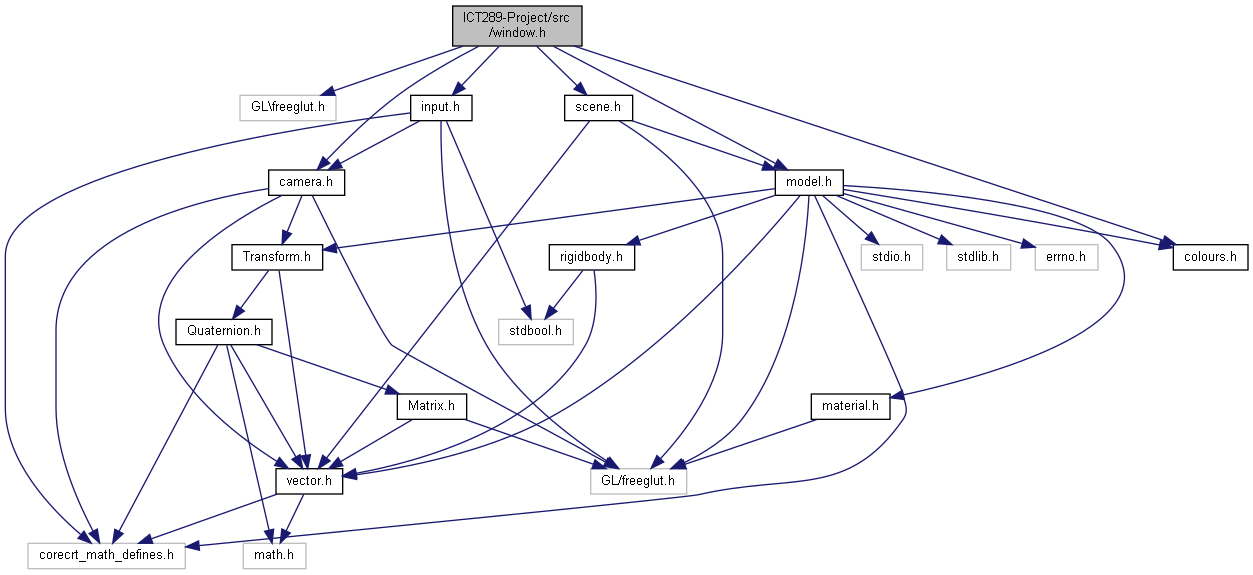 ICT289-Project/src
/window.h
GL\freeglut.h
input.h
scene.h
camera.h
model.h
Transform.h
rigidbody.h
stdio.h
stdlib.h
errno.h
colours.h
Quaternion.h
stdbool.h
Matrix.h
material.h
vector.h
GL/freeglut.h
corecrt_math_defines.h
math.h